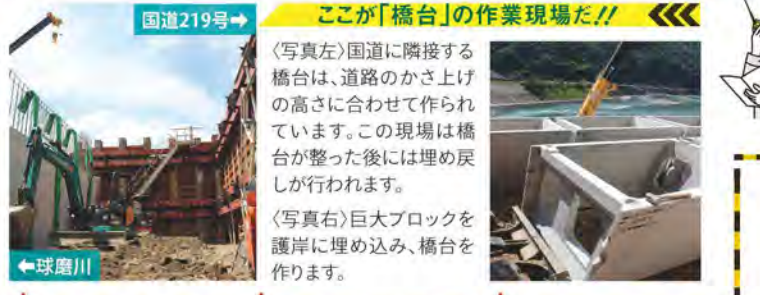 国道219号➡
ここが「橋台」の作業現場だ!!
〈写真左〉国道に隣接する
橋台は、道路のかさ上げ
の高さに合わせて作られ
ています。この現場は橋
台が整った後には埋め戻
しが行われます。
〈写真右〉巨大ブロックを
護岸に埋め込み、橋台を
作ります。
⬅球磨川